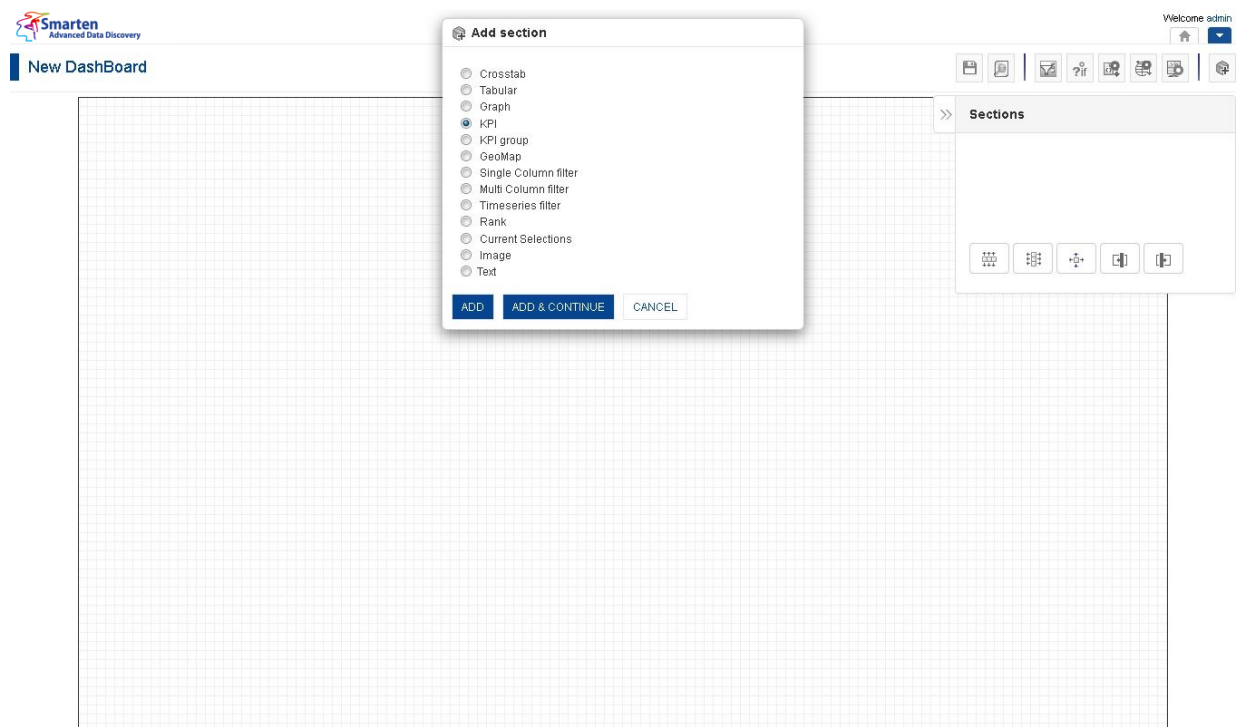 Smarten
Advanced Data Discovery
Welcome admin
New DashBoard
?if
Add section
Crosstab
Tabular
Graph
KPI
KPI group
GeoMap
Single Column filter
Multi Column filter
Timeseries filter
Rank
Current Selections
Image
Text
ADD ADD & CONTINUE CANCEL
Sections